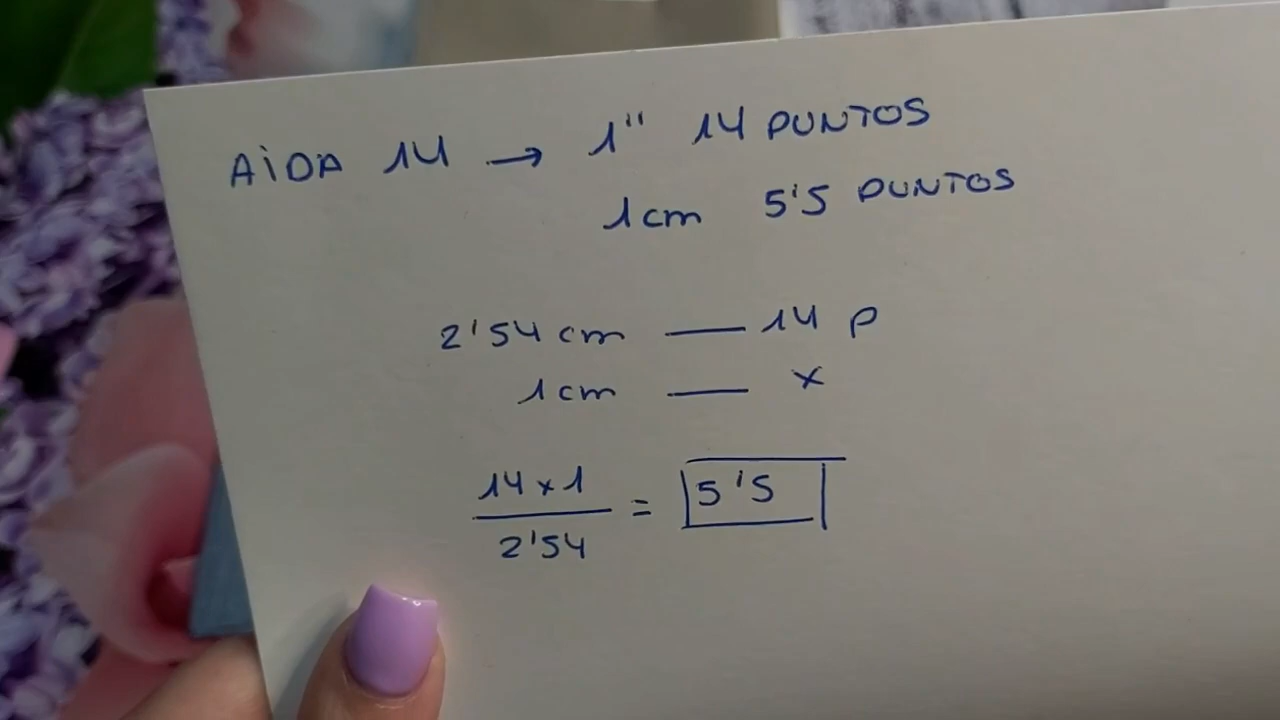 AiDA 14 → 1" 14 PUNTOS
1cm 5'5 PUNTOS
2'54 cm — 14 p
1cm — x
14 x 1
2'54
= 5'5